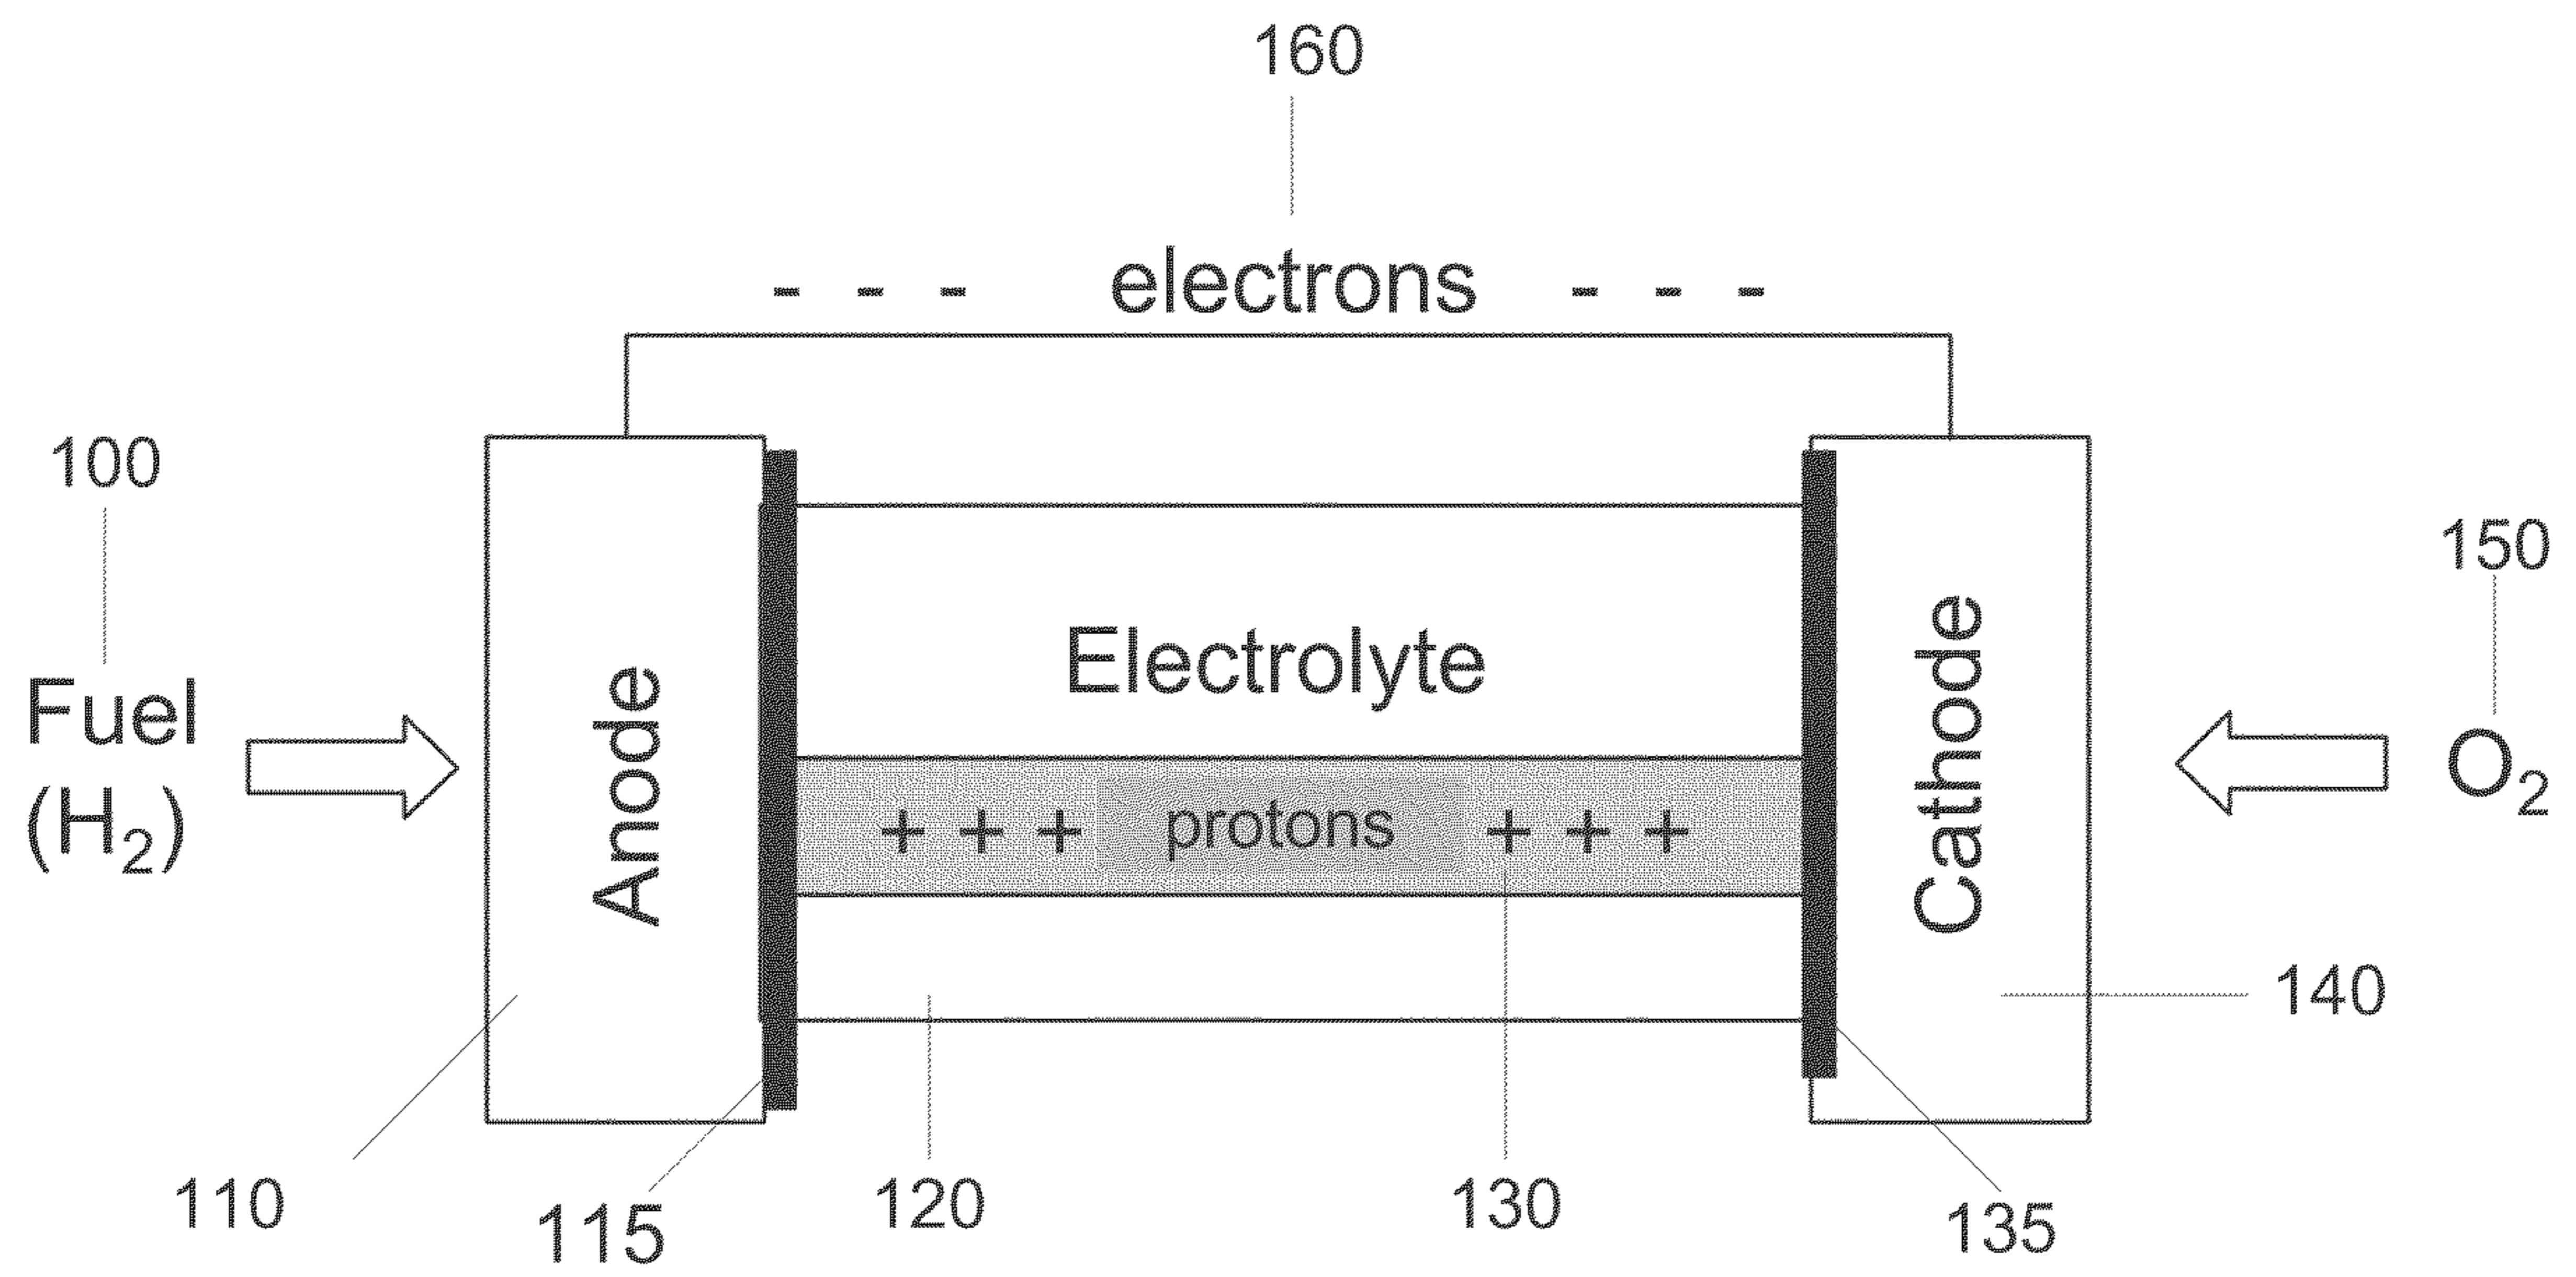 160
- - - electrons - - -
100
150
Fuel
(H₂)
Anode
Electrolyte
+ + + protons + + +
Cathode
O₂
140
110
115
120
130
135